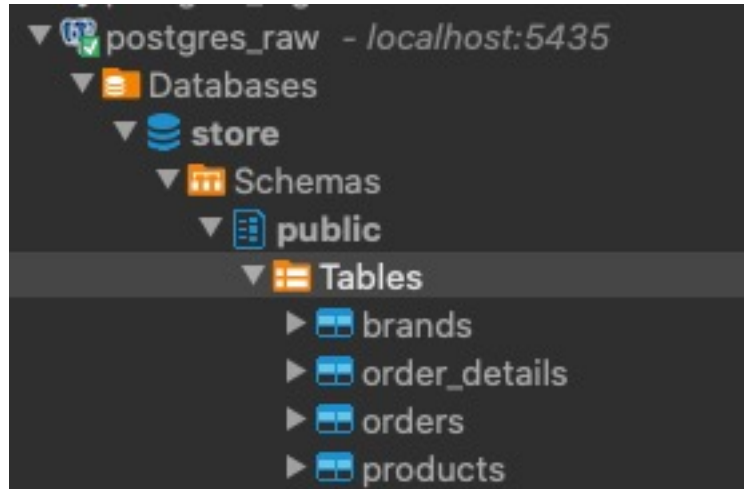 postgres_raw - localhost:5435
Databases
store
Schemas
public
Tables
brands
order_details
orders
products